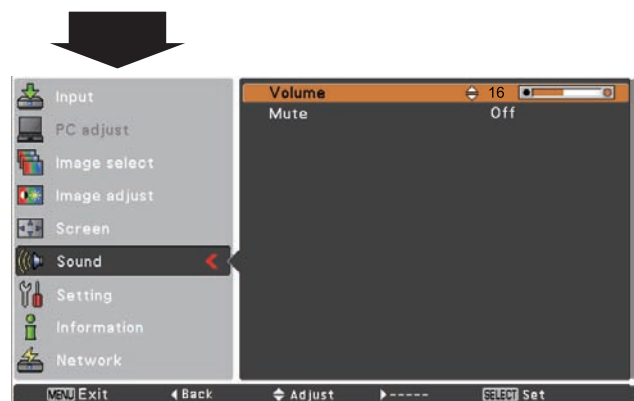 Input
PC adjust
Image select
Image adjust
Screen
Sound
Setting
Information
Network
Volume 16
Mute Off
MENU Exit Back Adjust ----- SELECT Set